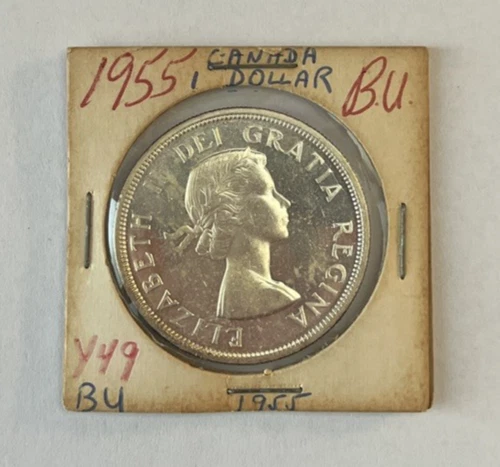 CANADA
1955 1 DOLLAR B.U.
ELIZABETH II DEI GRATIA REGINA
Y49
BU 1955